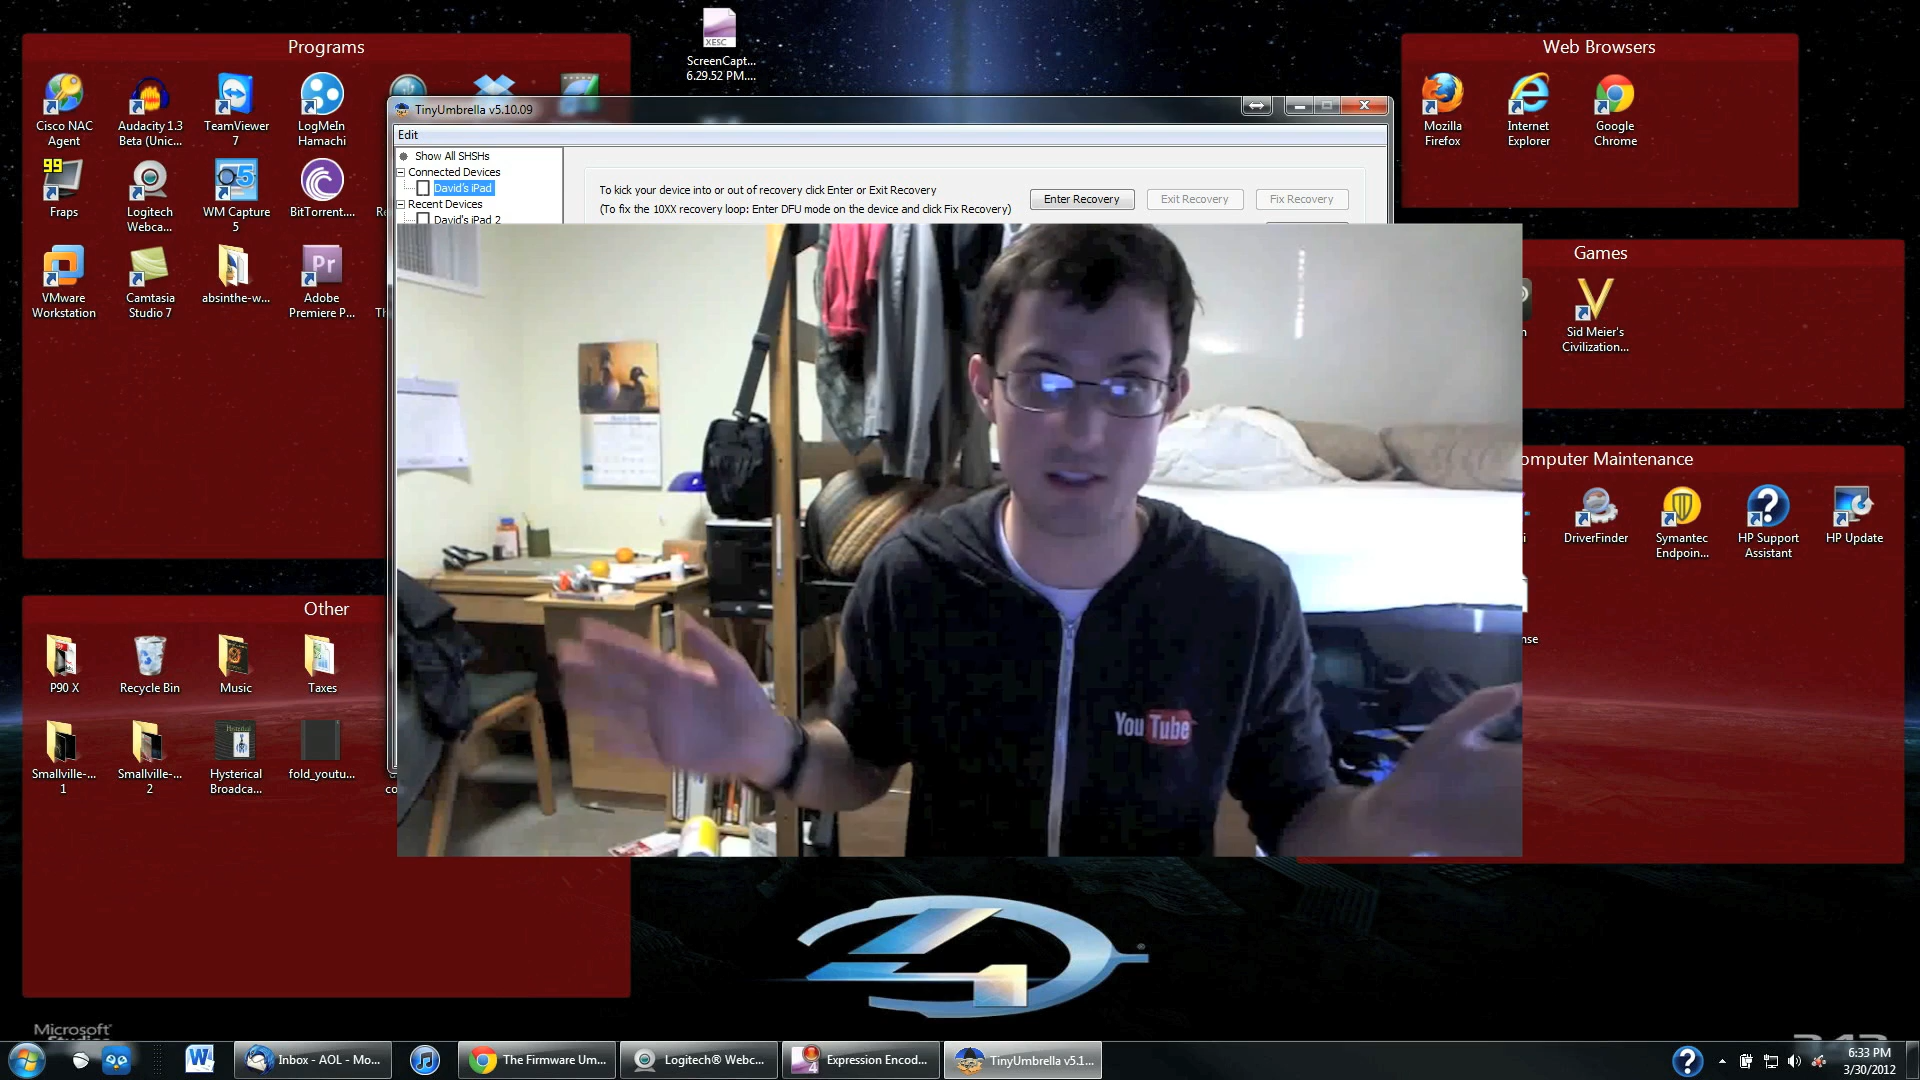 Programs
Cisco NAC
Agent
Audacity 1.3
Beta (Unic...
TeamViewer
7
LogMeIn
Hamachi
99
Fraps
Logitech
Webca...
WM Capture
5
BitTorrent....
VMware
Workstation
Camtasia
Studio 7
absinthe-w...
Pr
Adobe
Premiere P...
XESC
ScreenCapt...
6.29.52 PM....
TinyUmbrella v5.10.09
Edit
Show All SHSHs
Connected Devices
David's iPad
Recent Devices
David's iPad 2
To kick your device into or out of recovery click Enter or Exit Recovery
(To fix the 10XX recovery loop: Enter DFU mode on the device and click Fix Recovery)
Enter Recovery
Exit Recovery
Fix Recovery
Web Browsers
Mozilla
Firefox
Internet
Explorer
Google
Chrome
Games
Sid Meier's
Civilization...
omputer Maintenance
DriverFinder
Symantec
Endpoin...
HP Support
Assistant
HP Update
nse
You Tube
Other
P90 X
Recycle Bin
Music
Taxes
Smallville-...
1
Smallville-...
2
Hysterical
Broadca...
fold_youtu...
co
4
Microsoft
Inbox - AOL - Mo...
The Firmware Um...
Logitech® Webc...
Expression Encod...
TinyUmbrella v5.1...
6:33 PM
3/30/2012